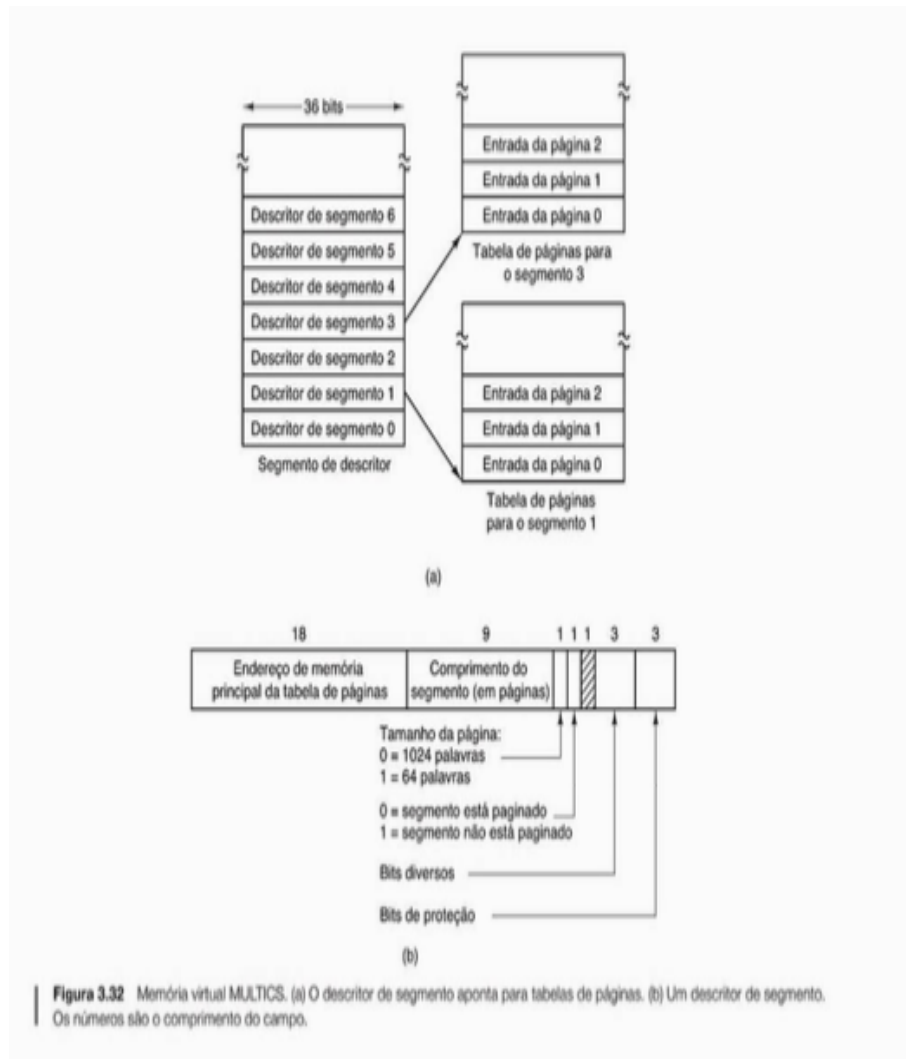 36 bits
Descritor de segmento 6
Descritor de segmento 5
Descritor de segmento 4
Descritor de segmento 3
Descritor de segmento 2
Descritor de segmento 1
Descritor de segmento 0
Segmento de descritor
Entrada da página 2
Entrada da página 1
Entrada da página 0
Tabela de páginas para
o segmento 3
Entrada da página 2
Entrada da página 1
Entrada da página 0
Tabela de páginas
para o segmento 1
(a)
18 9 1 1 1 3 3
Endereço de memória
principal da tabela de páginas
Comprimento do
segmento (em páginas)
Tamanho da página:
0 = 1024 palavras
1 = 64 palavras
0 = segmento está paginado
1 = segmento não está paginado
Bits diversos
Bits de proteção
(b)
Figura 3.32 Memória virtual MULTICS. (a) O descritor de segmento aponta para tabelas de páginas. (b) Um descritor de segmento.
Os números são o comprimento do campo.